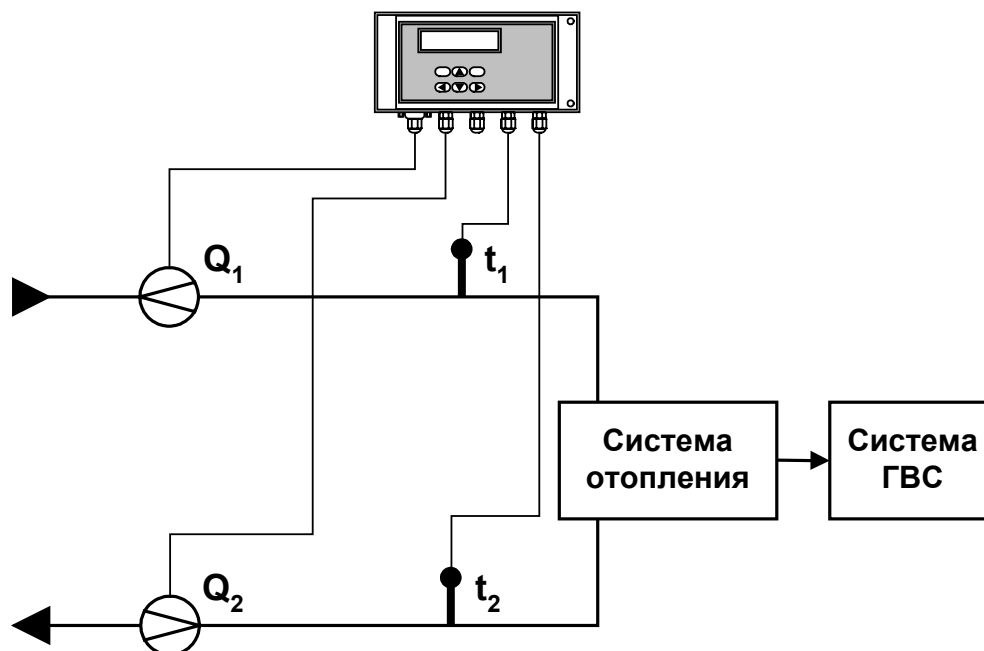 Q₁
t₁
Система
отопления
Система
ГВС
Q₂
t₂